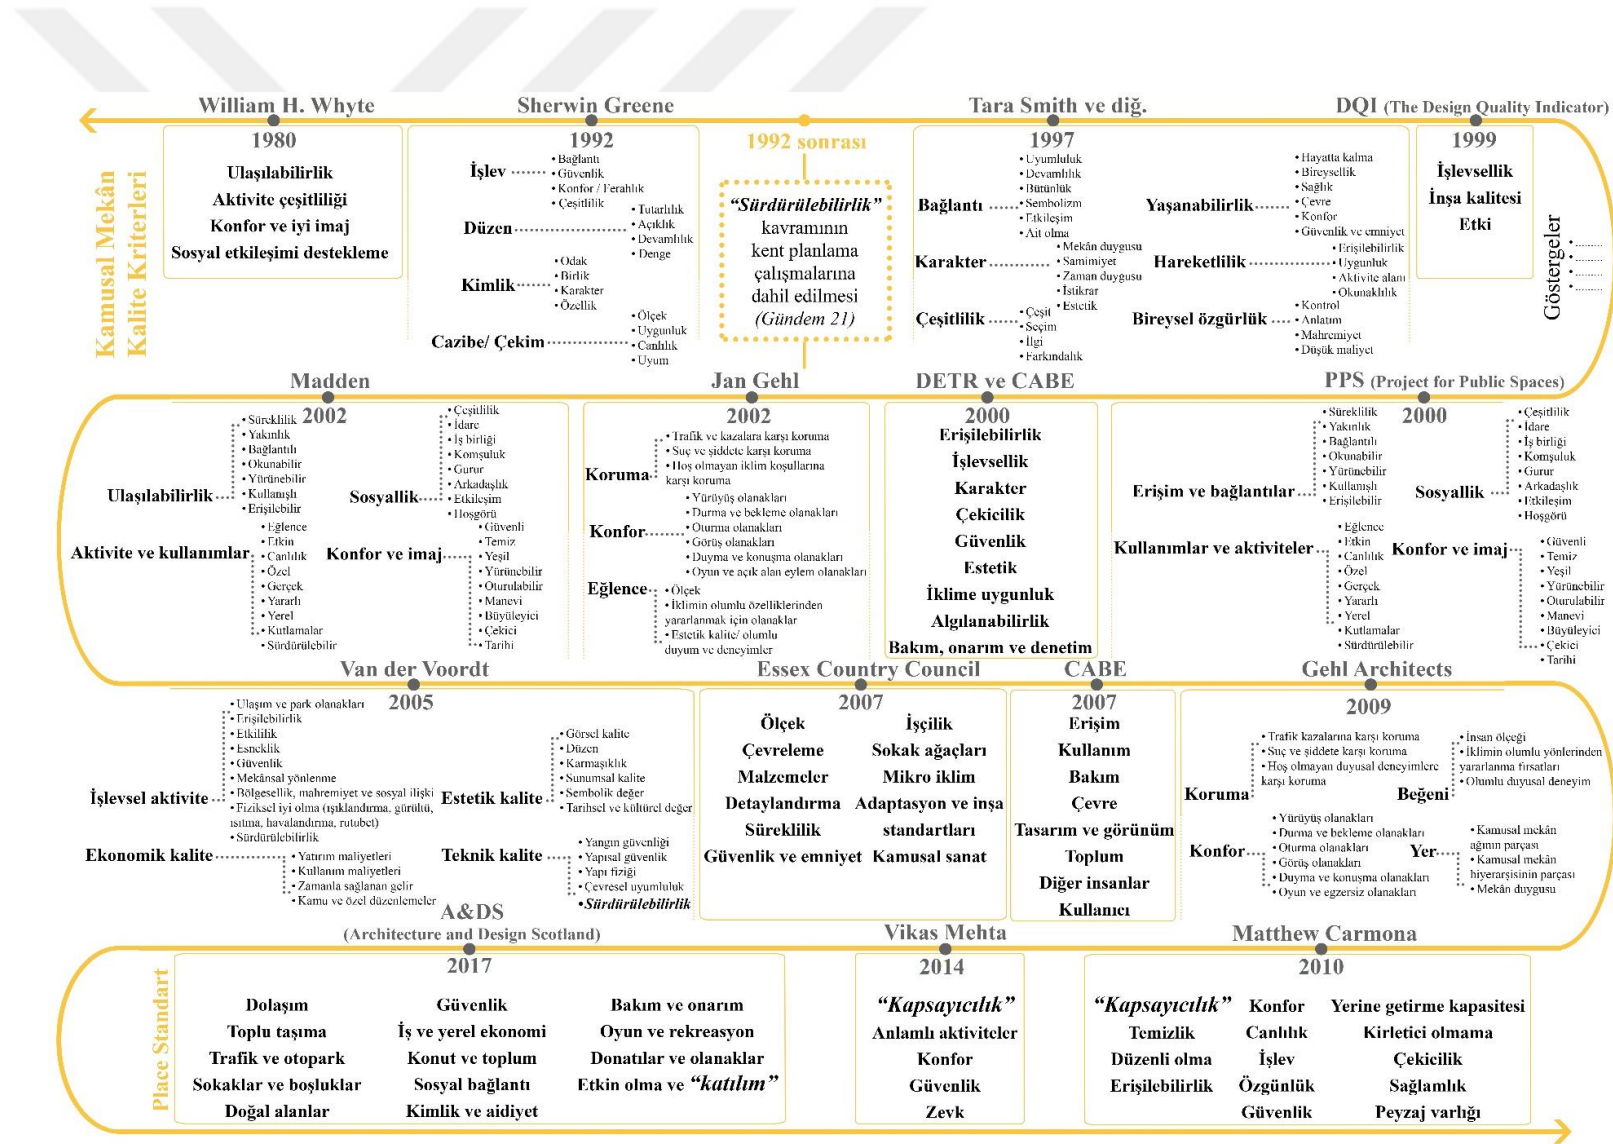 Kamusal Mekân
Kalite Kriterleri
William H. Whyte
1980
Ulaşılabilirlik
Aktivite çeşitliliği
Konfor ve iyi imaj
Sosyal etkileşimi destekleme
Sherwin Greene
1992
İşlev
• Bağlantı
• Güvenlik
• Konfor / Ferahlık
• Çeşitlilik
Düzen
• Tutarlılık
• Açıklık
• Devamlılık
• Denge
Kimlik
• Odak
• Birlik
• Karakter
• Özellik
Cazibe/ Çekim
• Ölçek
• Uygunluk
• Canlılık
• Uyum
1992 sonrası
“Sürdürülebilirlik”
kavramının
kent planlama
çalışmalarına
dahil edilmesi
(Gündem 21)
Tara Smith ve diğ.
1997
Bağlantı
• Uyumluluk
• Devamlılık
• Bütünlük
• Sembolizm
• Etkileşim
• Ait olma
Karakter
• Mekân duygusu
• Samimiyet
• Zaman duygusu
• İstikrar
• Estetik
Çeşitlilik
• Çeşit
• Seçim
• İlgi
• Farkındalık
Yaşanabilirlik
• Hayatta kalma
• Bireysellik
• Sağlık
• Çevre
• Konfor
• Güvenlik ve emniyet
Hareketlilik
• Erişilebilirlik
• Uygunluk
• Aktivite alanı
• Okunaklılık
Bireysel özgürlük
• Kontrol
• Anlatım
• Mahremiyet
• Düşük maliyet
DQI (The Design Quality Indicator)
1999
İşlevsellik
İnşa kalitesi
Etki
Göstergeler
• .........
• .........
• .........
• .........
Madden
2002
Ulaşılabilirlik
• Süreklilik
• Yakınlık
• Bağlantılı
• Okunabilir
• Yürünebilir
• Kullanışlı
• Erişilebilir
Sosyallik
• Çeşitlilik
• İdare
• İş birliği
• Komşuluk
• Gurur
• Arkadaşlık
• Etkileşim
• Hoşgörü
Aktivite ve kullanımlar
• Eğlence
• Etkin
• Canlılık
• Özel
• Gerçek
• Yararlı
• Yerel
• Kutlamalar
• Sürdürülebilir
Konfor ve imaj
• Güvenli
• Temiz
• Yeşil
• Yürünebilir
• Oturulabilir
• Manevi
• Büyüleyici
• Çekici
• Tarihi
Jan Gehl
2002
Koruma
• Trafik ve kazalara karşı koruma
• Suç ve şiddete karşı koruma
• Hoş olmayan iklim koşullarına
karşı koruma
Konfor
• Yürüyüş olanakları
• Durma ve bekleme olanakları
• Oturma olanakları
• Görüş olanakları
• Duyma ve konuşma olanakları
• Oyun ve açık alan eylem olanakları
Eğlence
• Ölçek
• İklimin olumlu özelliklerinden
yararlanmak için olanaklar
• Estetik kalite/ olumlu
duyum ve deneyimler
DETR ve CABE
2000
Erişilebilirlik
İşlevsellik
Karakter
Çekicilik
Güvenlik
Estetik
İklime uygunluk
Algılanabilirlik
Bakım, onarım ve denetim
PPS (Project for Public Spaces)
2000
Erişim ve bağlantılar
• Süreklilik
• Yakınlık
• Bağlantılı
• Okunabilir
• Yürünebilir
• Kullanışlı
• Erişilebilir
Sosyallik
• Çeşitlilik
• İdare
• İş birliği
• Komşuluk
• Gurur
• Arkadaşlık
• Etkileşim
• Hoşgörü
Kullanımlar ve aktiviteler
• Eğlence
• Etkin
• Canlılık
• Özel
• Gerçek
• Yararlı
• Yerel
• Kutlamalar
• Sürdürülebilir
Konfor ve imaj
• Güvenli
• Temiz
• Yeşil
• Yürünebilir
• Oturulabilir
• Manevi
• Büyüleyici
• Çekici
• Tarihi
Van der Voordt
2005
İşlevsel aktivite
• Ulaşım ve park olanakları
• Erişilebilirlik
• Etkililik
• Esneklik
• Güvenlik
• Mekânsal yönlenme
• Bölgesellik, mahremiyet ve sosyal ilişki
• Fiziksel iyi olma (ışıklandırma, gürültü,
ısıtma, havalandırma, rutubet)
• Sürdürülebilirlik
Estetik kalite
• Görsel kalite
• Düzen
• Karmaşıklık
• Sunumsal kalite
• Sembolik değer
• Tarihsel ve kültürel değer
Ekonomik kalite
• Yatırım maliyetleri
• Kullanım maliyetleri
• Zamanla sağlanan gelir
• Kamu ve özel düzenlemeler
Teknik kalite
• Yangın güvenliği
• Yapısal güvenlik
• Yapı fiziği
• Çevresel uyumluluk
• Sürdürülebilirlik
Essex Country Council
2007
Ölçek
Çevreleme
Malzemeler
Detaylandırma
Süreklilik
Güvenlik ve emniyet
İşçilik
Sokak ağaçları
Mikro iklim
Adaptasyon ve inşa
standartları
Kamusal sanat
CABE
2007
Erişim
Kullanım
Bakım
Çevre
Tasarım ve görünüm
Toplum
Diğer insanlar
Kullanıcı
Gehl Architects
2009
Koruma
• Trafik kazalarına karşı koruma
• Suç ve şiddete karşı koruma
• Hoş olmayan duyusal deneyimlere
karşı koruma
Beğeni
• İnsan ölçeği
• İklimin olumlu yönlerinden
yararlanma fırsatları
• Olumlu duyusal deneyim
Konfor
• Yürüyüş olanakları
• Durma ve bekleme olanakları
• Oturma olanakları
• Görüş olanakları
• Duyma ve konuşma olanakları
• Oyun ve egzersiz olanakları
Yer
• Kamusal mekân
ağının parçası
• Kamusal mekân
hiyerarşisinin parçası
• Mekân duygusu
Place Standart
A&DS
(Architecture and Design Scotland)
2017
Dolaşım
Toplu taşıma
Trafik ve otopark
Sokaklar ve boşluklar
Doğal alanlar
Güvenlik
İş ve yerel ekonomi
Konut ve toplum
Sosyal bağlantı
Kimlik ve aidiyet
Bakım ve onarım
Oyun ve rekreasyon
Donatılar ve olanaklar
Etkin olma ve “katılım”
Vikas Mehta
2014
“Kapsayıcılık”
Anlamlı aktiviteler
Konfor
Güvenlik
Zevk
Matthew Carmona
2010
“Kapsayıcılık”
Temizlik
Düzenli olma
Erişilebilirlik
Konfor
Canlılık
İşlev
Özgünlük
Güvenlik
Yerine getirme kapasitesi
Kirletici olmama
Çekicilik
Sağlamlık
Peyzaj varlığı